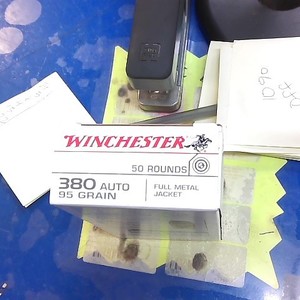 WINCHESTER
50 ROUNDS
380 AUTO
95 GRAIN
FULL METAL
JACKET